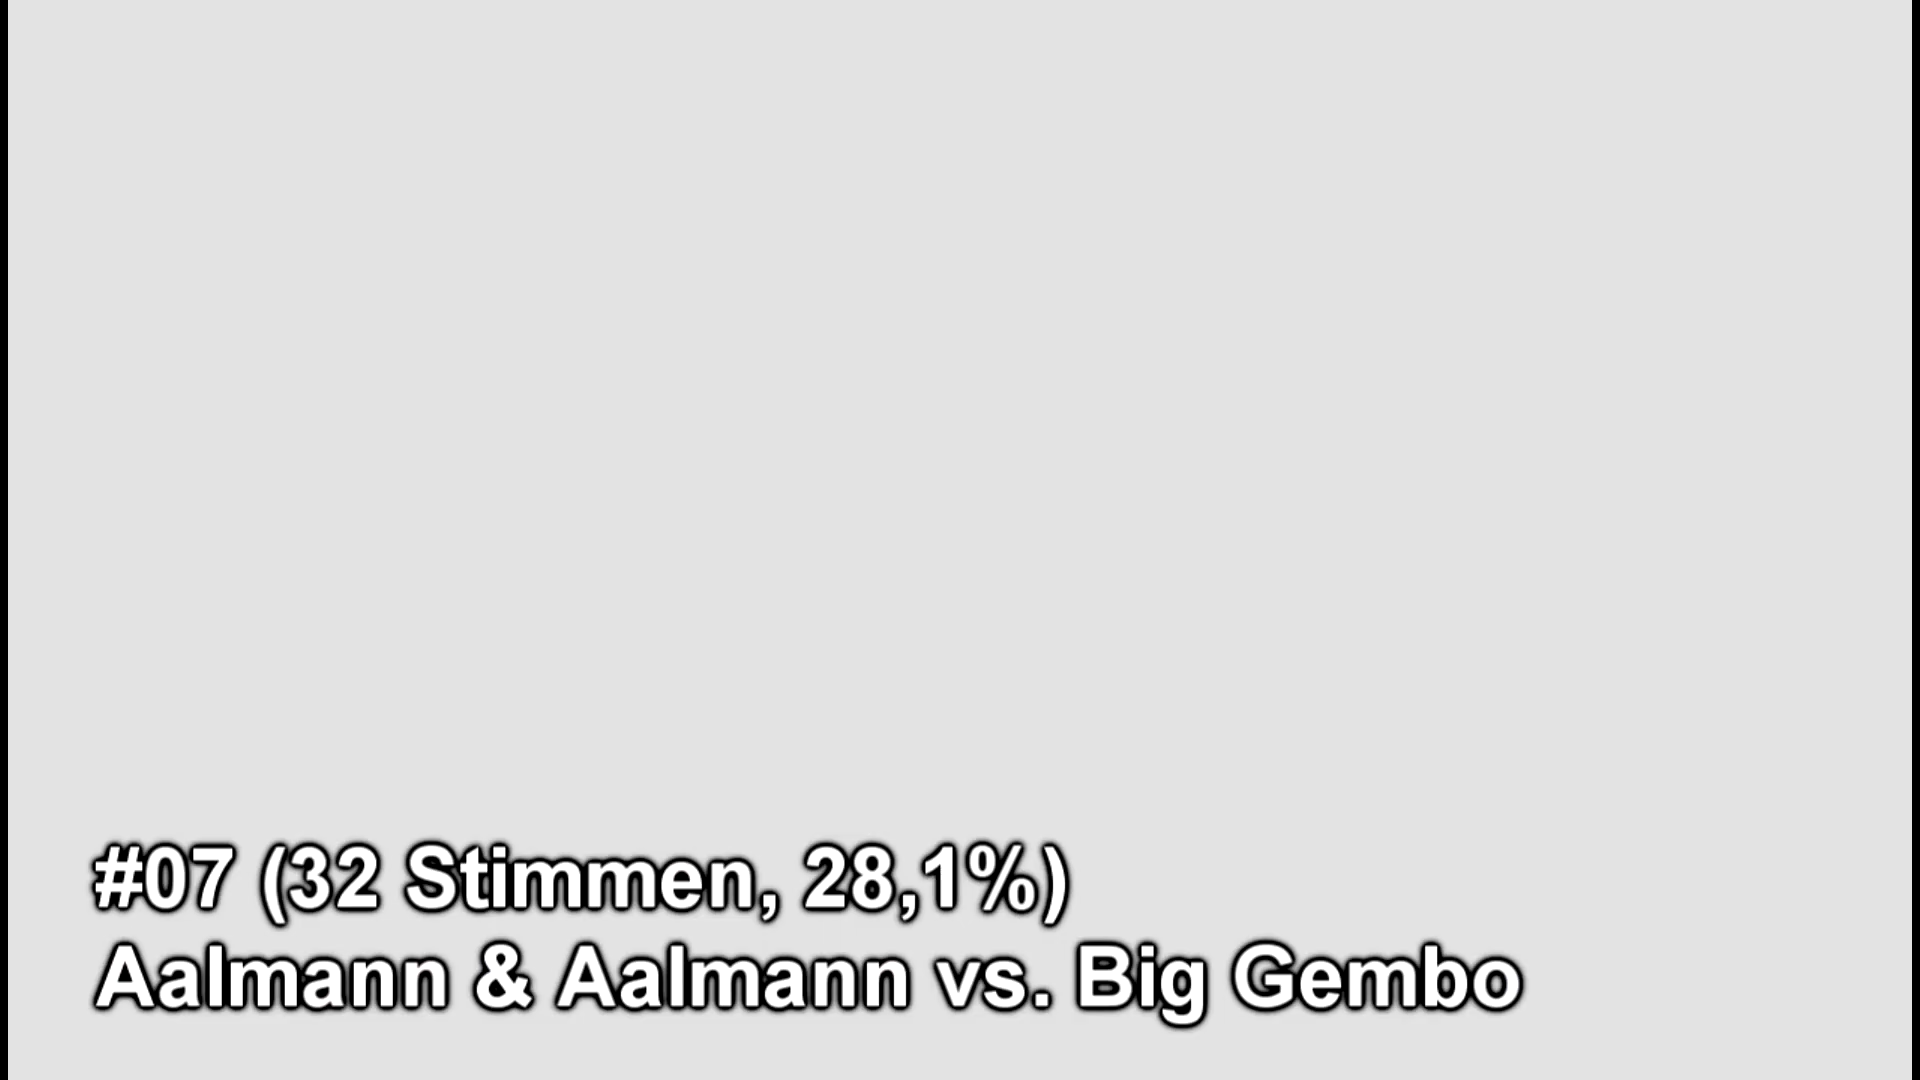 #07 (32 Stimmen, 28,1%)
Aalmann & Aalmann vs. Big Gembo